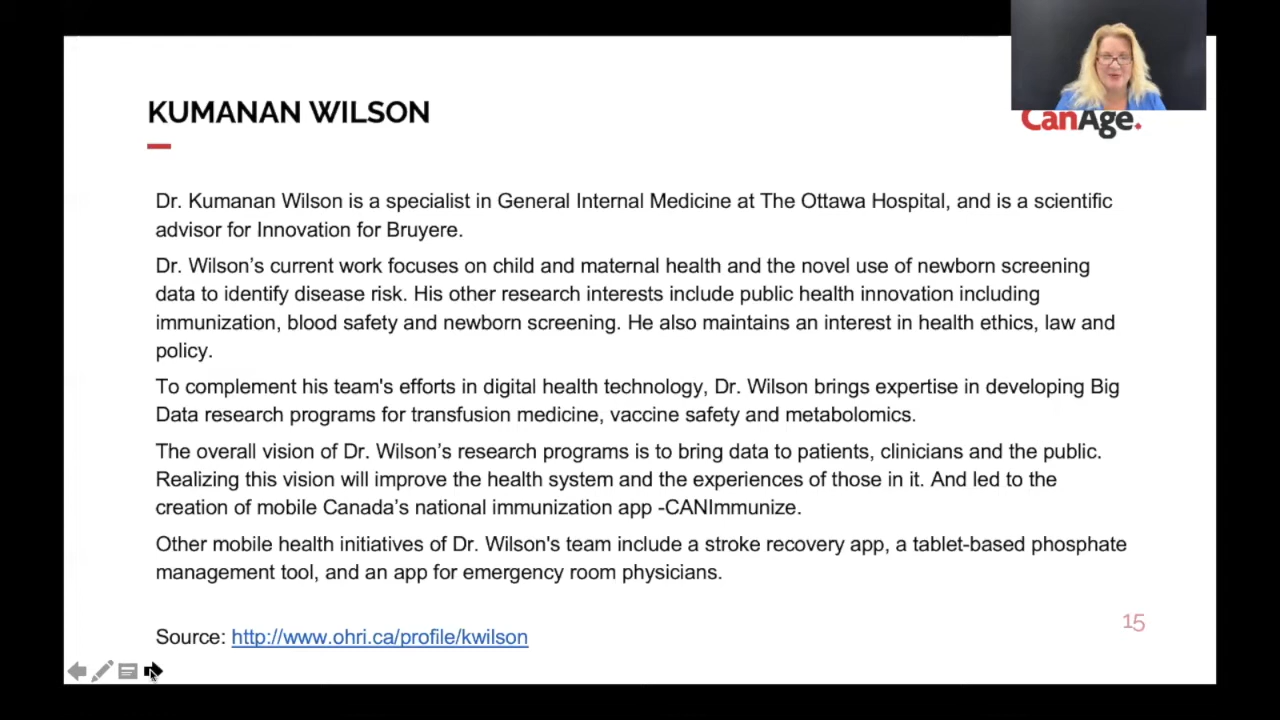 KUMANAN WILSON
CanAge.
Dr. Kumanan Wilson is a specialist in General Internal Medicine at The Ottawa Hospital, and is a scientific
advisor for Innovation for Bruyere.
Dr. Wilson’s current work focuses on child and maternal health and the novel use of newborn screening
data to identify disease risk. His other research interests include public health innovation including
immunization, blood safety and newborn screening. He also maintains an interest in health ethics, law and
policy.
To complement his team's efforts in digital health technology, Dr. Wilson brings expertise in developing Big
Data research programs for transfusion medicine, vaccine safety and metabolomics.
The overall vision of Dr. Wilson’s research programs is to bring data to patients, clinicians and the public.
Realizing this vision will improve the health system and the experiences of those in it. And led to the
creation of mobile Canada’s national immunization app -CANImmunize.
Other mobile health initiatives of Dr. Wilson's team include a stroke recovery app, a tablet-based phosphate
management tool, and an app for emergency room physicians.
15
Source: http://www.ohri.ca/profile/kwilson